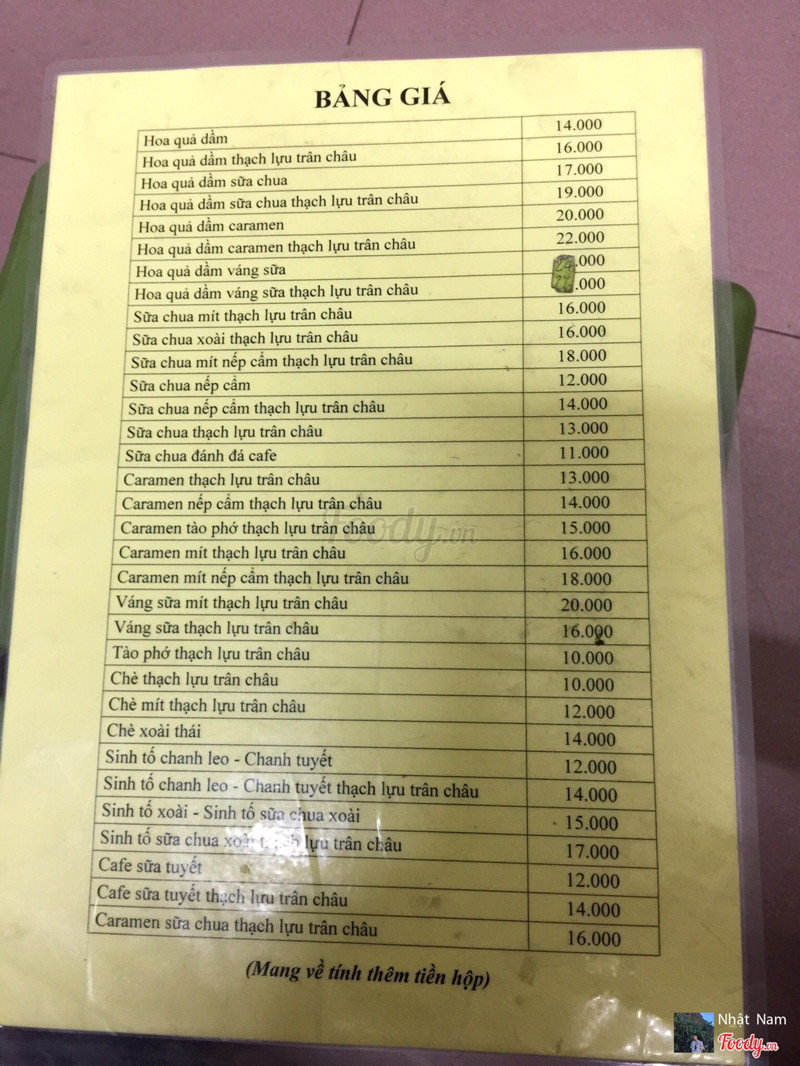 BẢNG GIÁ
Hoa quả dầm 14.000
Hoa quả dầm thạch lựu trân châu 16.000
Hoa quả dầm sữa chua 17.000
Hoa quả dầm sữa chua thạch lựu trân châu 19.000
Hoa quả dầm caramen 20.000
Hoa quả dầm caramen thạch lựu trân châu 22.000
Hoa quả dầm váng sữa .000
Hoa quả dầm váng sữa thạch lựu trân châu .000
Sữa chua mít thạch lựu trân châu 16.000
Sữa chua xoài thạch lựu trân châu 16.000
Sữa chua mít nếp cẩm thạch lựu trân châu 18.000
Sữa chua nếp cẩm 12.000
Sữa chua nếp cẩm thạch lựu trân châu 14.000
Sữa chua thạch lựu trân châu 13.000
Sữa chua đánh đá cafe 11.000
Caramen thạch lựu trân châu 13.000
Caramen nếp cẩm thạch lựu trân châu 14.000
Caramen tào phớ thạch lựu trân châu 15.000
Caramen mít thạch lựu trân châu 16.000
Caramen mít nếp cẩm thạch lựu trân châu 18.000
Váng sữa mít thạch lựu trân châu 20.000
Váng sữa thạch lựu trân châu 16.000
Tào phớ thạch lựu trân châu 10.000
Chè thạch lựu trân châu 10.000
Chè mít thạch lựu trân châu 12.000
Chè xoài thái 14.000
Sinh tố chanh leo - Chanh tuyết 12.000
Sinh tố chanh leo - Chanh tuyết thạch lựu trân châu 14.000
Sinh tố xoài - Sinh tố sữa chua xoài 15.000
Sinh tố sữa chua xoài thạch lựu trân châu 17.000
Cafe sữa tuyết 12.000
Cafe sữa tuyết thạch lựu trân châu 14.000
Caramen sữa chua thạch lựu trân châu 16.000
(Mang về tính thêm tiền hộp)
Foody.vn
Nhật Nam
Foody.vn